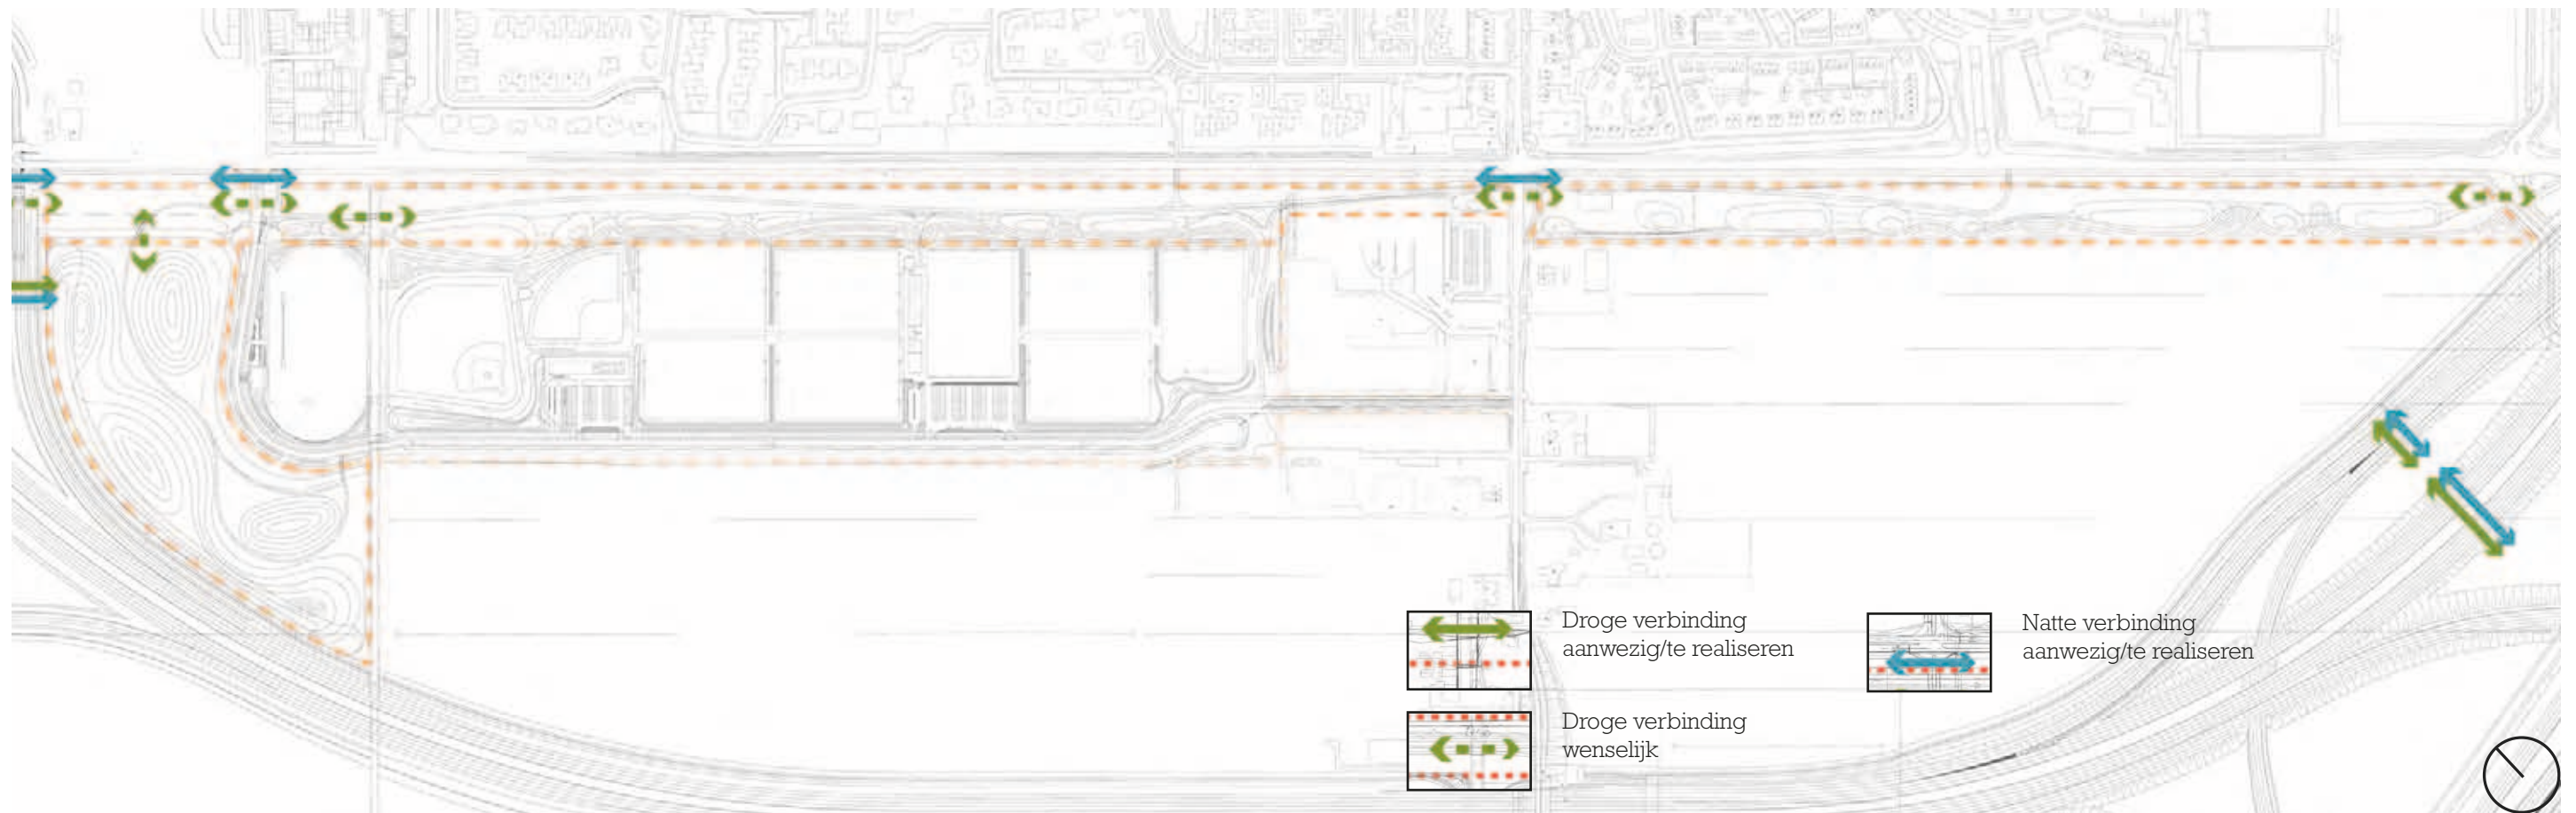 Droge verbinding
aanwezig/te realiseren
Droge verbinding
wenselijk
Natte verbinding
aanwezig/te realiseren